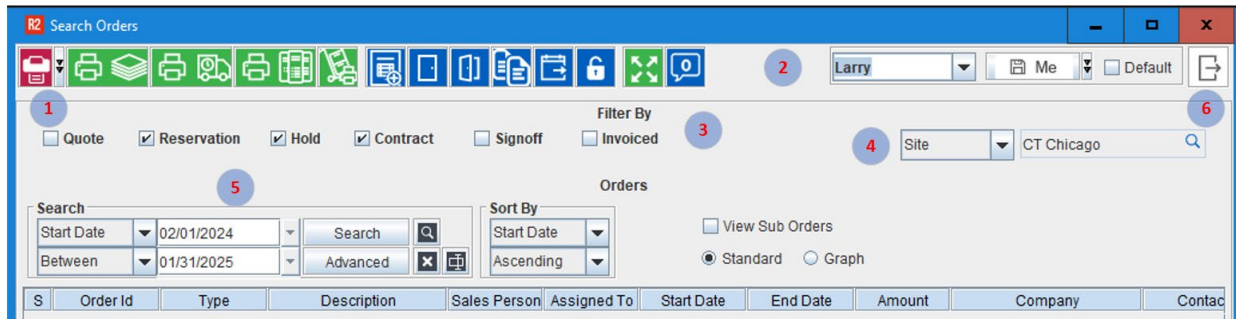 R2 Search Orders
0
2
Larry
Me
Default
1
Filter By
6
Quote Reservation Hold Contract Signoff Invoiced
3
4
Site CT Chicago
5
Orders
Search
Sort By
Start Date 02/01/2024 Search
Start Date
View Sub Orders
Between 01/31/2025 Advanced
Ascending
Standard Graph
S Order Id Type Description Sales Person Assigned To Start Date End Date Amount Company Contac